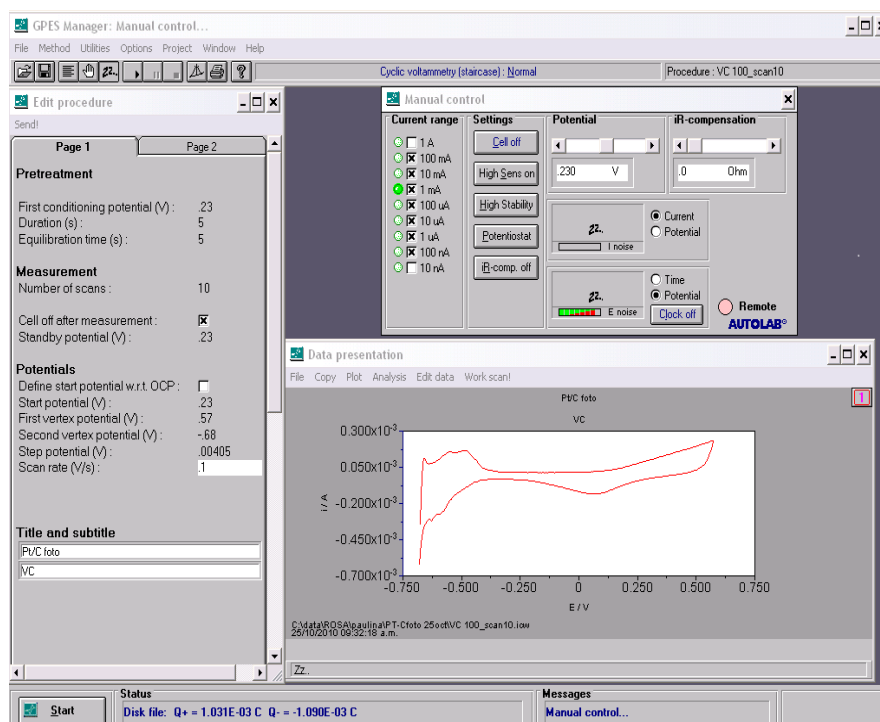 GPES Manager: Manual control...
File Method Utilities Options Project Window Help
Cyclic voltammetry (staircase) : Normal
Procedure : VC 100_scan10
Edit procedure
Send!
Page 1 Page 2
Pretreatment
First conditioning potential (V) : .23
Duration (s) : 5
Equilibration time (s) : 5
Measurement
Number of scans : 10
Cell off after measurement :
Standby potential (V) : .23
Potentials
Define start potential w.r.t. OCP :
Start potential (V) : .23
First vertex potential (V) : .57
Second vertex potential (V) : -.68
Step potential (V) : .00405
Scan rate (V/s) : .1
Title and subtitle
Pt/C foto
VC
Manual control
Current range
1 A
100 mA
10 mA
1 mA
100 uA
10 uA
1 uA
100 nA
10 nA
Settings
Cell off
High Sens on
High Stability
Potentiostat
iR-comp. off
Potential
.230 V
iR-compensation
.0 Ohm
zz..
I noise
Current
Potential
zz..
E noise
Time
Potential
Clock off
Remote
AUTOLAB®
Data presentation
File Copy Plot Analysis Edit data Work scan!
1
Pt/C foto
VC
0.300x10-3
0.050x10-3
-0.200x10-3
-0.450x10-3
-0.700x10-3
i / A
-0.750 -0.500 -0.250 0 0.250 0.500 0.750
E / V
C:\data\ROSA\paulina\PT-Cfoto 25oct\VC 100_scan10.iow
25/10/2010 09:32:18 a.m.
Zz..
Start
Status
Disk file: Q+ = 1.031E-03 C Q- = -1.090E-03 C
Messages
Manual control...